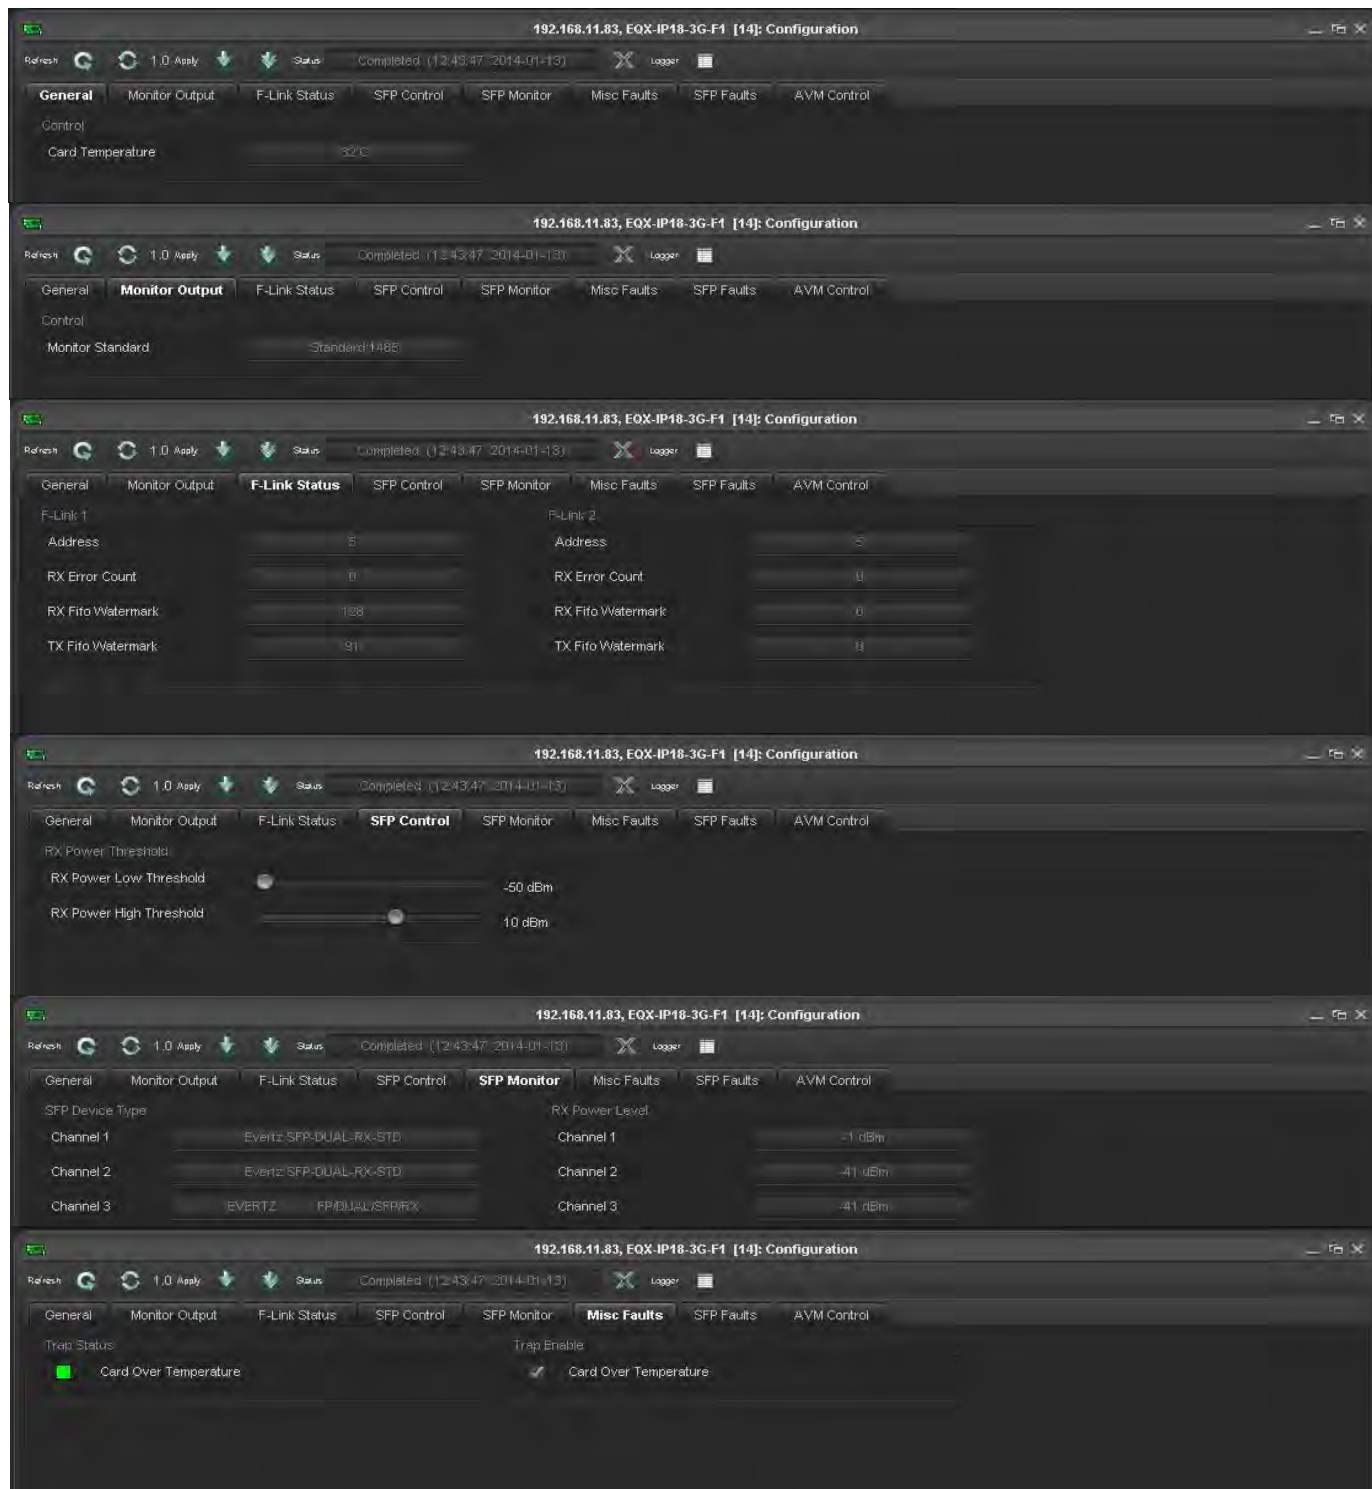 192.168.11.83, EQX-IP18-3G-F1 [14]: Configuration
Refresh 1.0 Apply Status Completed (12:43:47 2014-01-13) Logger
General Monitor Output F-Link Status SFP Control SFP Monitor Misc Faults SFP Faults AVM Control
Control
Card Temperature 32 C
192.168.11.83, EQX-IP18-3G-F1 [14]: Configuration
Refresh 1.0 Apply Status Completed (12:43:47 2014-01-13) Logger
General Monitor Output F-Link Status SFP Control SFP Monitor Misc Faults SFP Faults AVM Control
Control
Monitor Standard Standard 1485
192.168.11.83, EQX-IP18-3G-F1 [14]: Configuration
Refresh 1.0 Apply Status Completed (12:43:47 2014-01-13) Logger
General Monitor Output F-Link Status SFP Control SFP Monitor Misc Faults SFP Faults AVM Control
F-Link 1 F-Link 2
Address 5 Address 5
RX Error Count 0 RX Error Count 0
RX Fifo Watermark 128 RX Fifo Watermark 0
TX Fifo Watermark 91 TX Fifo Watermark 0
192.168.11.83, EQX-IP18-3G-F1 [14]: Configuration
Refresh 1.0 Apply Status Completed (12:43:47 2014-01-13) Logger
General Monitor Output F-Link Status SFP Control SFP Monitor Misc Faults SFP Faults AVM Control
RX Power Threshold
RX Power Low Threshold -50 dBm
RX Power High Threshold 10 dBm
192.168.11.83, EQX-IP18-3G-F1 [14]: Configuration
Refresh 1.0 Apply Status Completed (12:43:47 2014-01-13) Logger
General Monitor Output F-Link Status SFP Control SFP Monitor Misc Faults SFP Faults AVM Control
SFP Device Type RX Power Level
Channel 1 Evertz SFP-DUAL-RX-STD Channel 1 -1 dBm
Channel 2 Evertz SFP-DUAL-RX-STD Channel 2 -41 dBm
Channel 3 EVERTZ FP/DUAL/SFP/RX Channel 3 -41 dBm
192.168.11.83, EQX-IP18-3G-F1 [14]: Configuration
Refresh 1.0 Apply Status Completed (12:43:47 2014-01-13) Logger
General Monitor Output F-Link Status SFP Control SFP Monitor Misc Faults SFP Faults AVM Control
Trap Status Trap Enable
Card Over Temperature Card Over Temperature